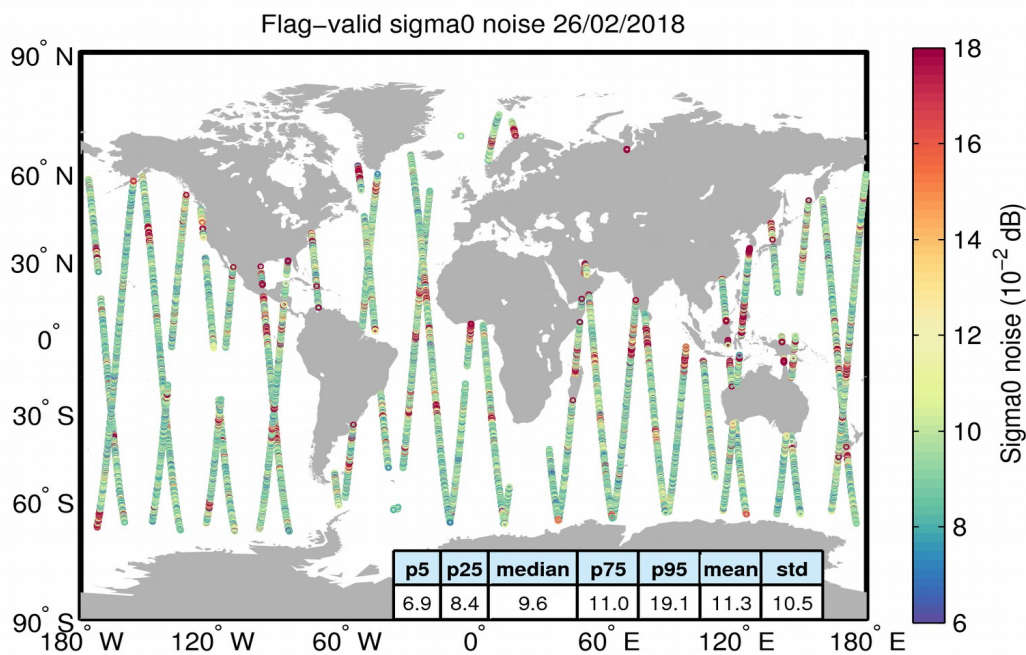 Flag−valid sigma0 noise 26/02/2018
90° N
60° N
30° N
0°
30° S
60° S
90° S
180° W
120° W
60° W
0°
60° E
120° E
180° E
p5 p25 median p75 p95 mean std
6.9 8.4 9.6 11.0 19.1 11.3 10.5
18
16
14
12
10
8
6
Sigma0 noise (10−2 dB)